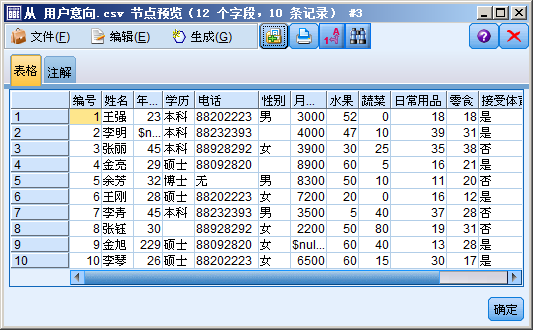 从 用户意向.csv 节点预览（12 个字段，10 条记录） #3
文件(F) 编辑(E) 生成(G)
表格 注解
编号 姓名 年... 学历 电话 性别 月... 水果 蔬菜 日常用品 零食 接受体育
1 1 王强 23 本科 88202223 男 3000 52 0 18 18 是
2 2 李明 $n... 本科 88232393 4000 47 10 39 31 是
3 3 张丽 45 本科 88928292 女 3900 30 25 35 38 否
4 4 金亮 29 硕士 88092820 8900 60 5 16 21 是
5 5 余芳 32 博士 无 男 8300 50 10 11 20 否
6 6 王刚 28 硕士 88202223 女 7200 20 0 16 12 是
7 7 李青 45 本科 88232393 男 3500 5 40 37 28 否
8 8 张钰 30 88928292 女 2200 50 80 19 31 否
9 9 金旭 229 硕士 88092820 女 $nul... 60 40 13 28 是
10 10 李琴 26 硕士 88202223 女 6500 60 15 30 17 是
确定